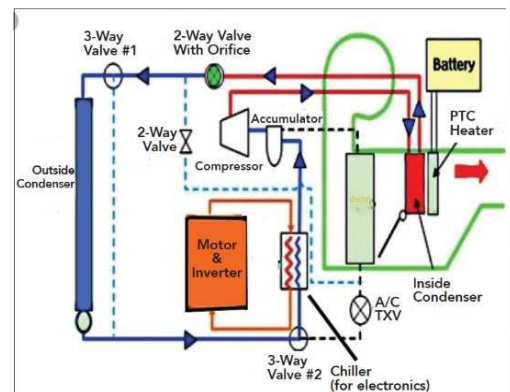 3-Way
Valve #1
2-Way Valve
With Orifice
Battery
PTC
Heater
Accumulator
2-Way
Valve
Compressor
Outside
Condenser
Motor
&
Inverter
Inside
Condenser
A/C
TXV
3-Way
Valve #2
Chiller
(for electronics)